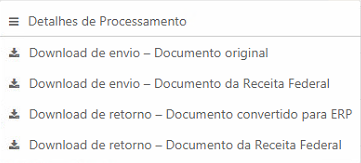 Detalhes de Processamento
Download de envio – Documento original
Download de envio – Documento da Receita Federal
Download de retorno – Documento convertido para ERP
Download de retorno – Documento da Receita Federal